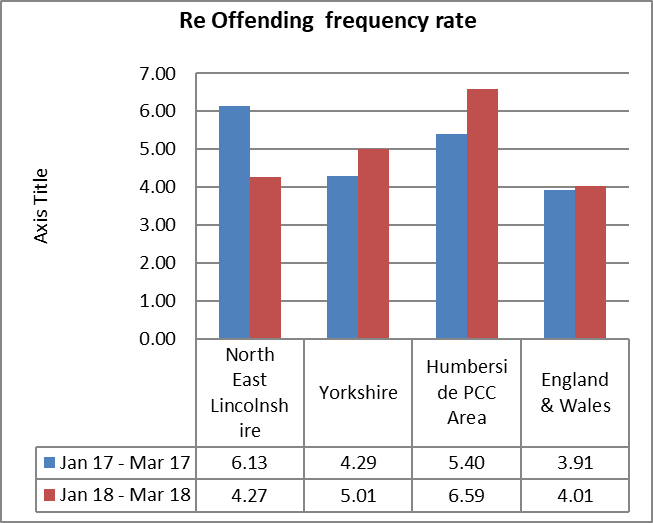 Re Offending  frequency rate
7.00
6.00
5.00
4.00
3.00
2.00
1.00
0.00
Axis Title
North
East
Lincolnsh
ire
Yorkshire
Humbersi
de PCC
Area
England
& Wales
Jan 17 - Mar 17 6.13 4.29 5.40 3.91
Jan 18 - Mar 18 4.27 5.01 6.59 4.01